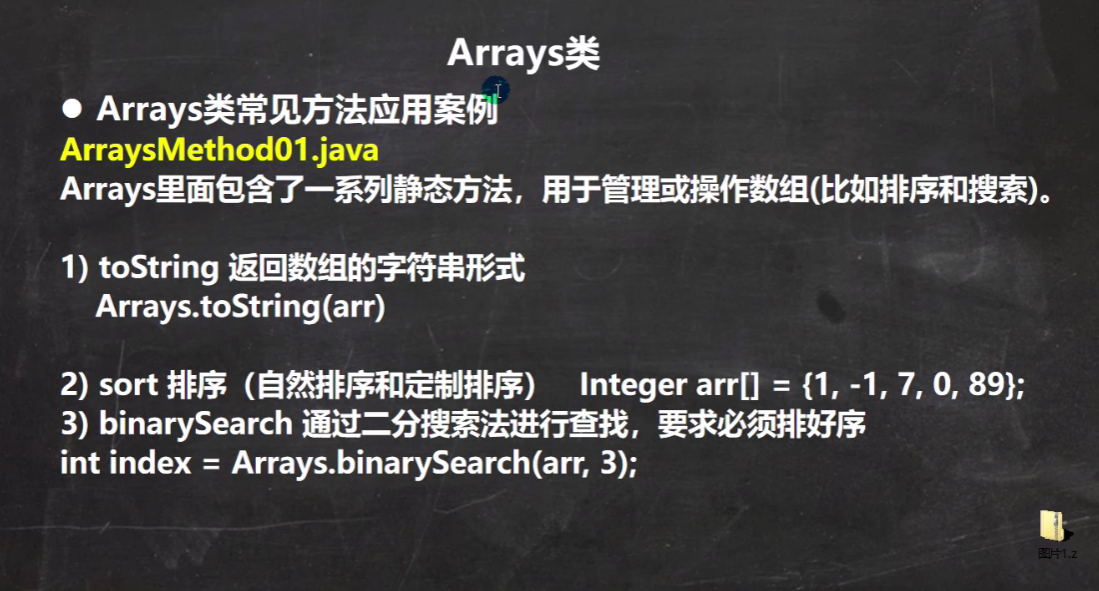 Arrays类
● Arrays类常见方法应用案例
ArraysMethod01.java
Arrays里面包含了一系列静态方法，用于管理或操作数组(比如排序和搜索)。
1) toString 返回数组的字符串形式
Arrays.toString(arr)
2) sort 排序（自然排序和定制排序） Integer arr[] = {1, -1, 7, 0, 89};
3) binarySearch 通过二分搜索法进行查找，要求必须排好序
int index = Arrays.binarySearch(arr, 3);
图片1.z